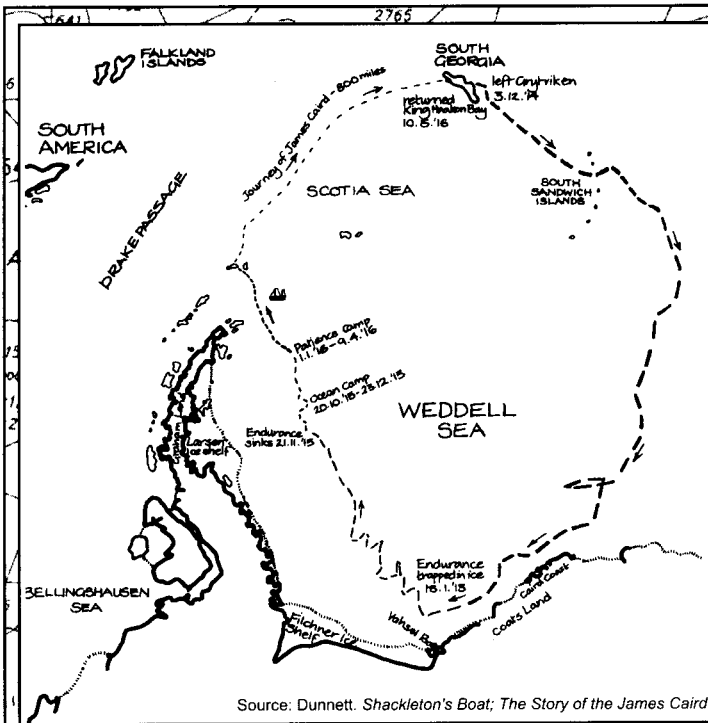 2765
FALKLAND
ISLANDS
SOUTH
GEORGIA
left Grytviken
3.12.'14
returned
King Haakon Bay
10.5.'16
SOUTH
AMERICA
Journey of James Caird - 800 miles
SCOTIA SEA
SOUTH
SANDWICH
ISLANDS
DRAKE PASSAGE
Patience Camp
1.1.'16 - 9.4.'16
Ocean Camp
20.10.'15 - 23.12.'15
WEDDELL
SEA
Endurance
sinks 21.11.'15
Larsen
ice shelf
Endurance
trapped in ice
18.1.'15
Caird Coast
Coats Land
Vahsel Bay
BELLINGSHAUSEN
SEA
Filchner Ice
Shelf
Source: Dunnett. Shackleton's Boat; The Story of the James Caird